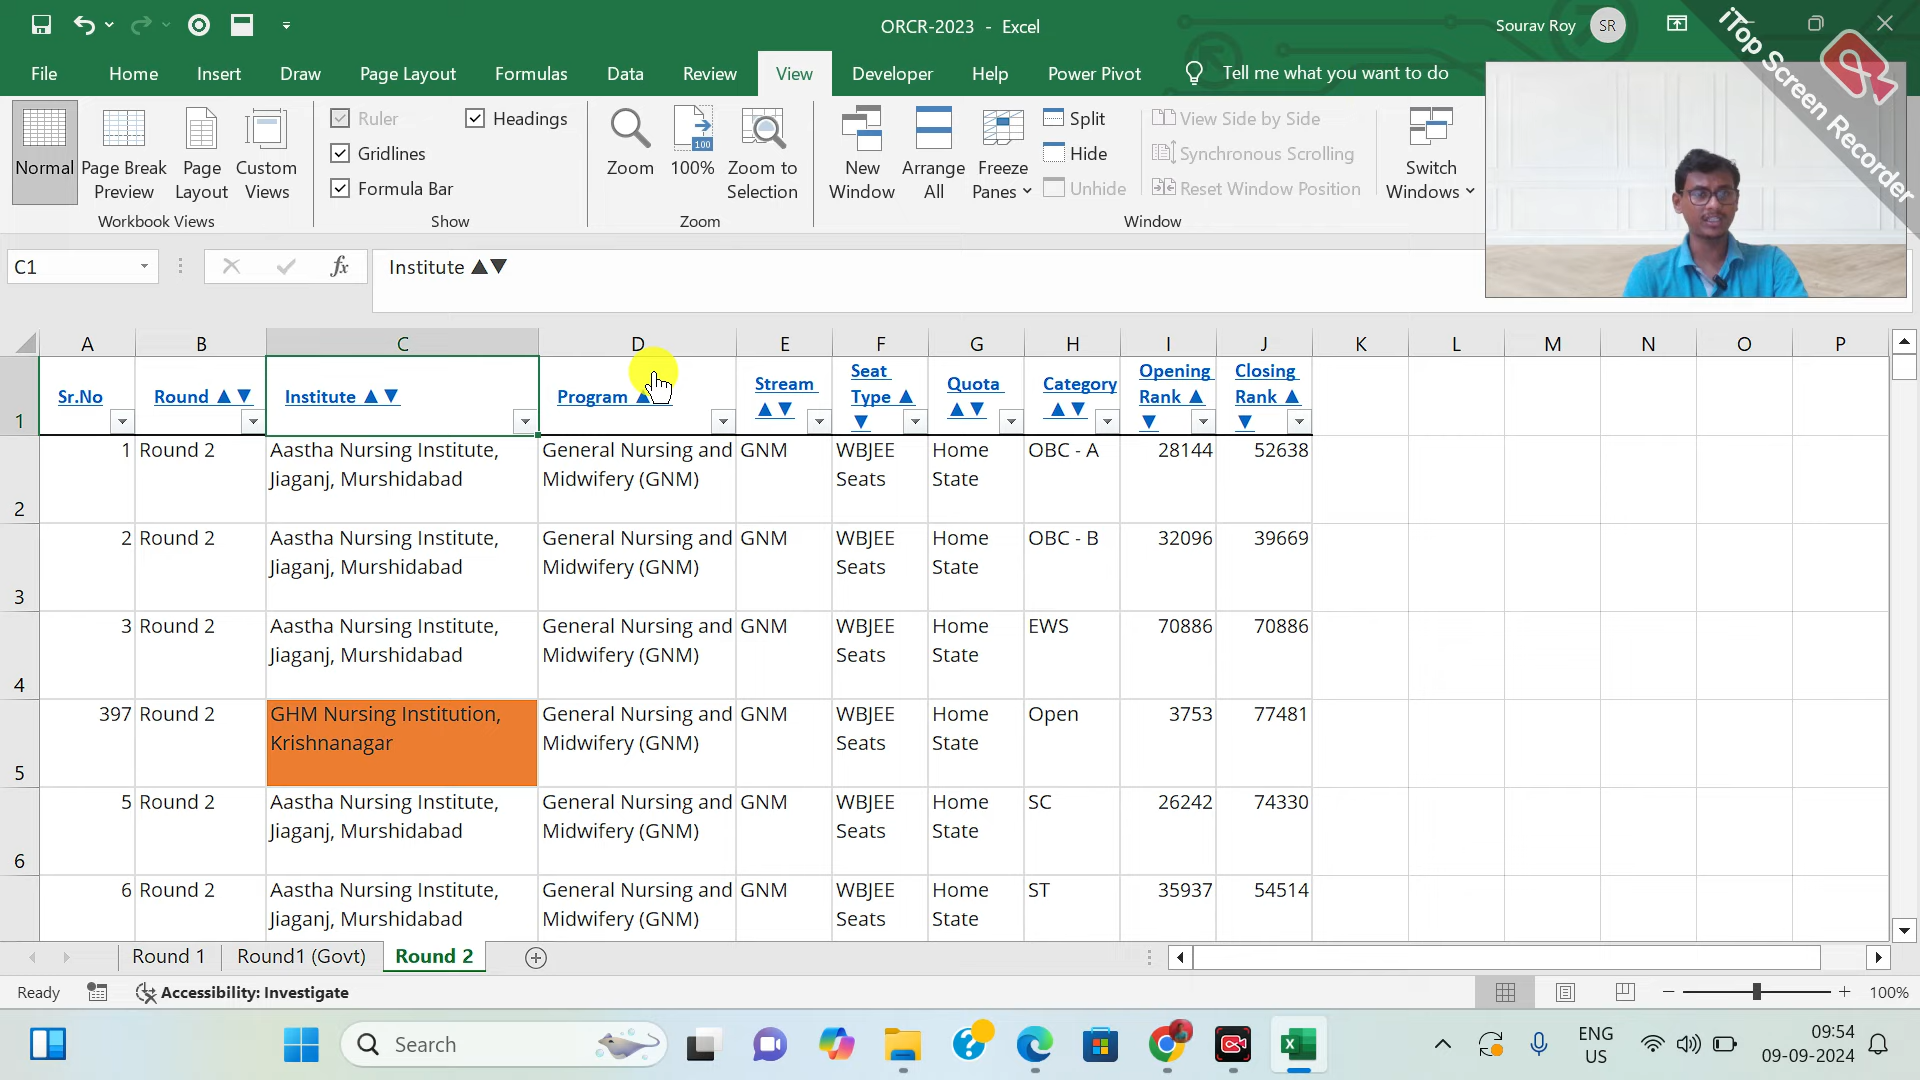 ORCR-2023 - Excel
Sourav Roy
SR
iTop Screen Recorder
File
Home
Insert
Draw
Page Layout
Formulas
Data
Review
View
Developer
Help
Power Pivot
Tell me what you want to do
Normal
Page Break
Preview
Page
Layout
Custom
Views
Workbook Views
Ruler
Headings
Gridlines
Formula Bar
Show
Zoom
100
100%
Zoom to
Selection
Zoom
New
Window
Arrange
All
Freeze
Panes
Split
Hide
Unhide
View Side by Side
Synchronous Scrolling
Reset Window Position
Window
Switch
Windows
C1
fx
Institute ▲▼
A B C D E F G H I J K L M N O P
1
Sr.No
Round ▲▼
Institute ▲▼
Program ▲
Stream
▲▼
Seat
Type ▲
▼
Quota
▲▼
Category
▲▼
Opening
Rank ▲
▼
Closing
Rank ▲
▼
2
1 Round 2
Aastha Nursing Institute,
Jiaganj, Murshidabad
General Nursing and
Midwifery (GNM)
GNM
WBJEE
Seats
Home
State
OBC - A
28144
52638
3
2 Round 2
Aastha Nursing Institute,
Jiaganj, Murshidabad
General Nursing and
Midwifery (GNM)
GNM
WBJEE
Seats
Home
State
OBC - B
32096
39669
4
3 Round 2
Aastha Nursing Institute,
Jiaganj, Murshidabad
General Nursing and
Midwifery (GNM)
GNM
WBJEE
Seats
Home
State
EWS
70886
70886
5
397 Round 2
GHM Nursing Institution,
Krishnanagar
General Nursing and
Midwifery (GNM)
GNM
WBJEE
Seats
Home
State
Open
3753
77481
6
5 Round 2
Aastha Nursing Institute,
Jiaganj, Murshidabad
General Nursing and
Midwifery (GNM)
GNM
WBJEE
Seats
Home
State
SC
26242
74330
6 Round 2
Aastha Nursing Institute,
Jiaganj, Murshidabad
General Nursing and
Midwifery (GNM)
GNM
WBJEE
Seats
Home
State
ST
35937
54514
Round 1
Round1 (Govt)
Round 2
Ready
Accessibility: Investigate
100%
Search
ENG
US
09:54
09-09-2024